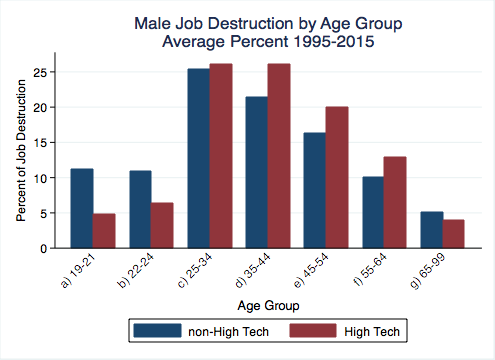 Male Job Destruction by Age Group
Average Percent 1995-2015
Percent of Job Destruction
25
20
15
10
5
0
a) 19-21
b) 22-24
c) 25-34
d) 35-44
e) 45-54
f) 55-64
g) 65-99
Age Group
non-High Tech
High Tech